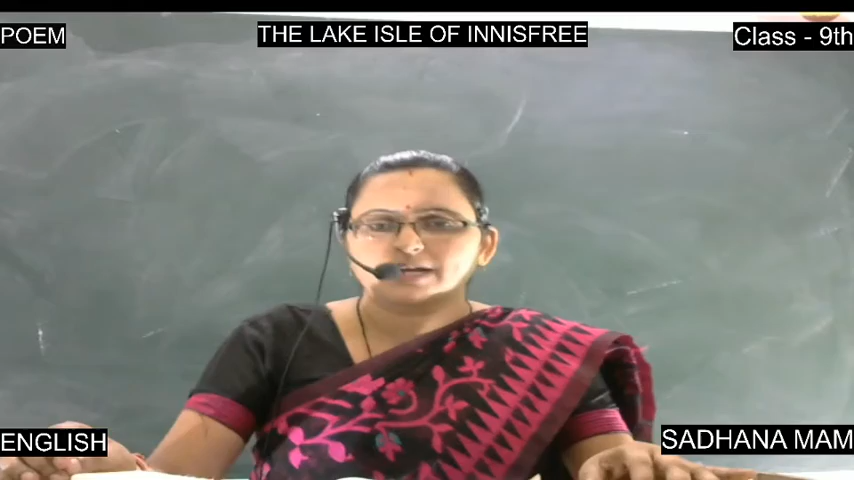 POEM
THE LAKE ISLE OF INNISFREE
Class - 9th
ENGLISH
SADHANA MAM